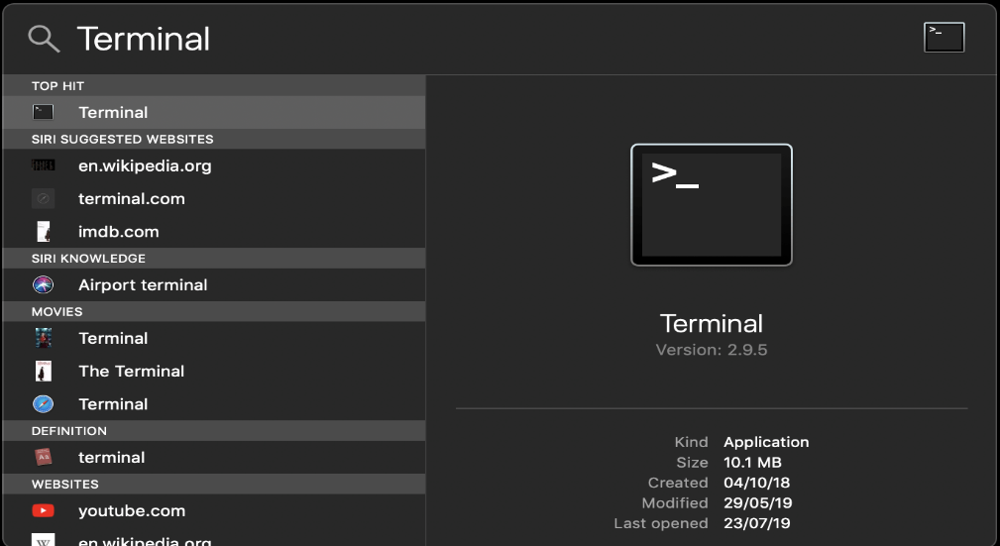 Terminal
TOP HIT
Terminal
SIRI SUGGESTED WEBSITES
en.wikipedia.org
terminal.com
imdb.com
SIRI KNOWLEDGE
Airport terminal
MOVIES
Terminal
The Terminal
Terminal
DEFINITION
Aa
terminal
WEBSITES
youtube.com
W
en.wikipedia.org
>_
Terminal
Version: 2.9.5
Kind Application
Size 10.1 MB
Created 04/10/18
Modified 29/05/19
Last opened 23/07/19